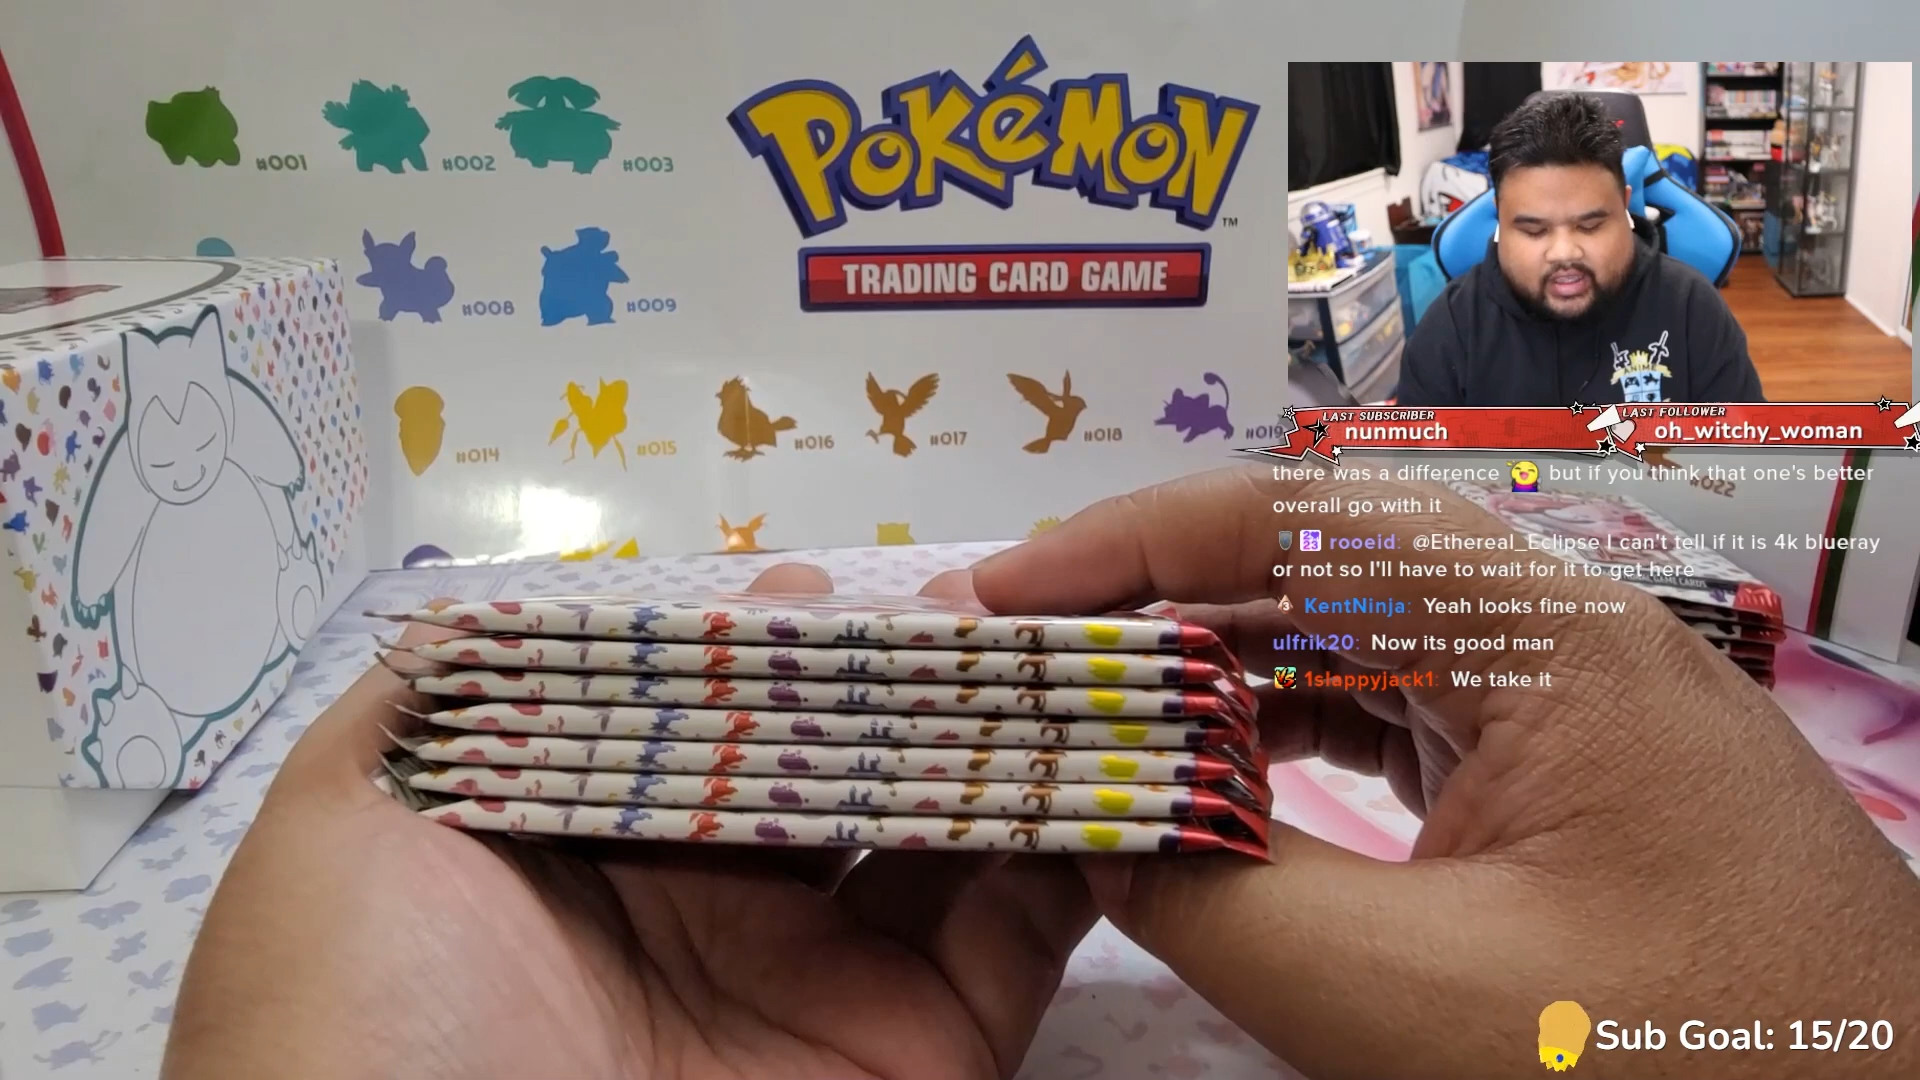 #001
#002
#003
POKéMON
™
TRADING CARD GAME
#008
#009
#014
#015
#016
#017
#018
#019
#022
LAST SUBSCRIBER
nunmuch
LAST FOLLOWER
oh_witchy_woman
there was a difference but if you think that one's better
overall go with it
rooeid: @Ethereal_Eclipse I can't tell if it is 4k blueray
or not so I'll have to wait for it to get here
KentNinja: Yeah looks fine now
ulfrik20: Now its good man
1slappyjack1: We take it
ANIME
Sub Goal: 15/20